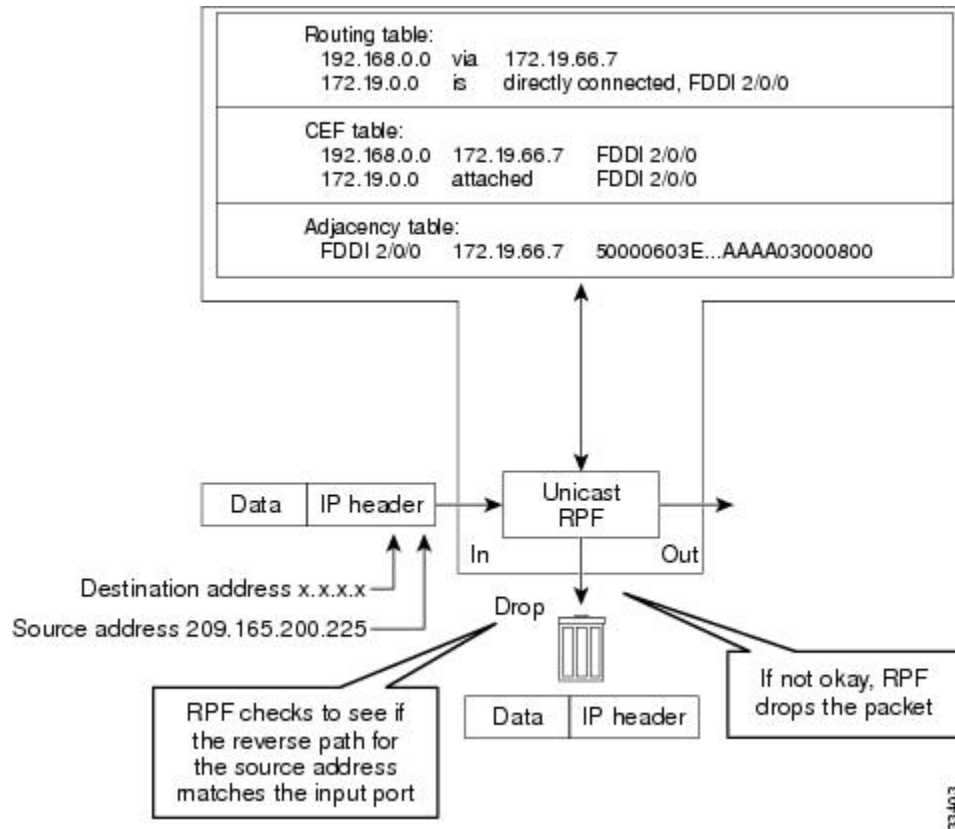 Routing table:
192.168.0.0 via 172.19.66.7
172.19.0.0 is directly connected, FDDI 2/0/0
CEF table:
192.168.0.0 172.19.66.7 FDDI 2/0/0
172.19.0.0 attached FDDI 2/0/0
Adjacency table:
FDDI 2/0/0 172.19.66.7 50000603E...AAAA03000800
Data IP header
Unicast
RPF
In Out
Destination address x.x.x.x
Source address 209.165.200.225
Drop
RPF checks to see if
the reverse path for
the source address
matches the input port
Data IP header
If not okay, RPF
drops the packet